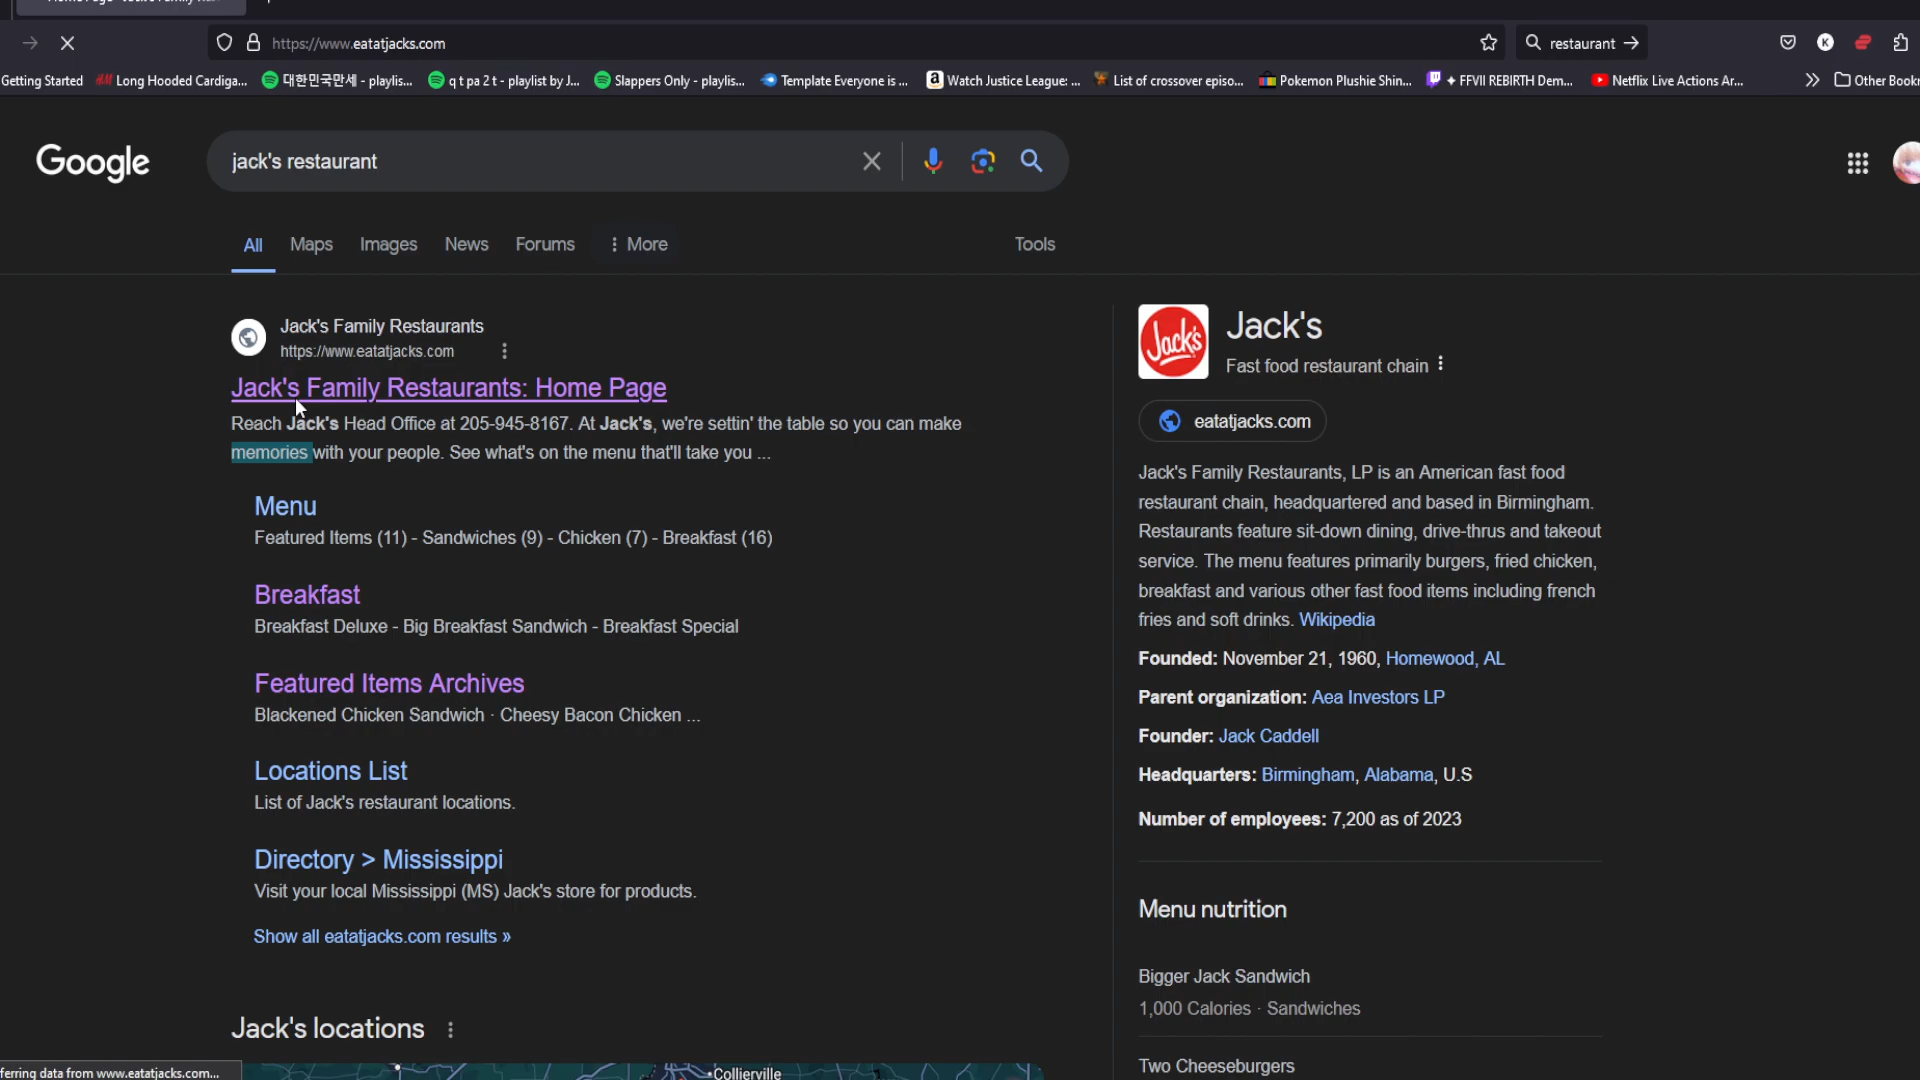 https://www.eatatjacks.com
restaurant
Getting Started
Long Hooded Cardiga...
대한민국만세 - playlis...
q t pa 2 t - playlist by J...
Slappers Only - playlis...
Template Everyone is ...
Watch Justice League: ...
List of crossover episo...
Pokemon Plushie Shin...
✦ FFVII REBIRTH Dem...
Netflix Live Actions Ar...
Other Bookr
Google
jack's restaurant
All
Maps
Images
News
Forums
More
Tools
Jack's Family Restaurants
https://www.eatatjacks.com
Jack's Family Restaurants: Home Page
Reach Jack's Head Office at 205-945-8167. At Jack's, we're settin' the table so you can make
memories with your people. See what's on the menu that'll take you ...
Menu
Featured Items (11) - Sandwiches (9) - Chicken (7) - Breakfast (16)
Breakfast
Breakfast Deluxe - Big Breakfast Sandwich - Breakfast Special
Featured Items Archives
Blackened Chicken Sandwich · Cheesy Bacon Chicken ...
Locations List
List of Jack's restaurant locations.
Directory > Mississippi
Visit your local Mississippi (MS) Jack's store for products.
Show all eatatjacks.com results »
Jack's locations
Collierville
ferring data from www.eatatjacks.com...
Jack's
Jack's
Fast food restaurant chain
eatatjacks.com
Jack's Family Restaurants, LP is an American fast food
restaurant chain, headquartered and based in Birmingham.
Restaurants feature sit-down dining, drive-thrus and takeout
service. The menu features primarily burgers, fried chicken,
breakfast and various other fast food items including french
fries and soft drinks. Wikipedia
Founded: November 21, 1960, Homewood, AL
Parent organization: Aea Investors LP
Founder: Jack Caddell
Headquarters: Birmingham, Alabama, U.S
Number of employees: 7,200 as of 2023
Menu nutrition
Bigger Jack Sandwich
1,000 Calories · Sandwiches
Two Cheeseburgers